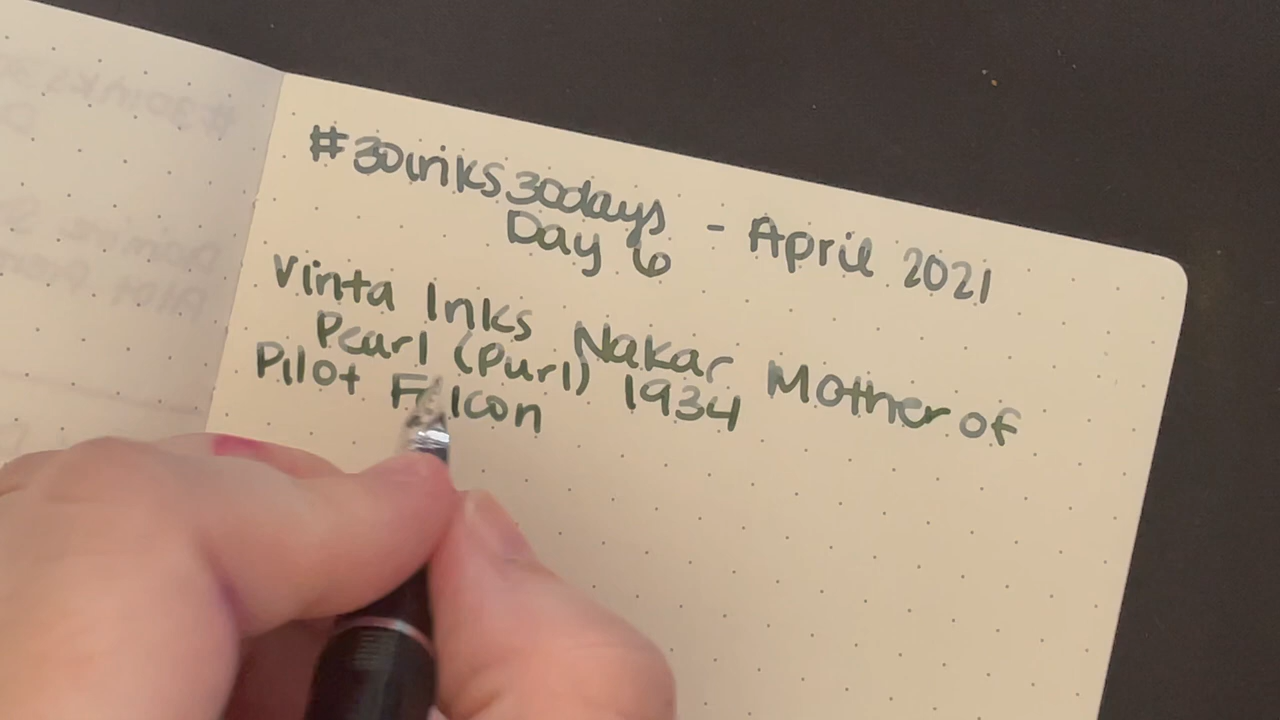 #30inks30days - April 2021
Day 6
Vinta Inks Nakar Mother of
Pearl (Purl) 1934
Pilot Falcon